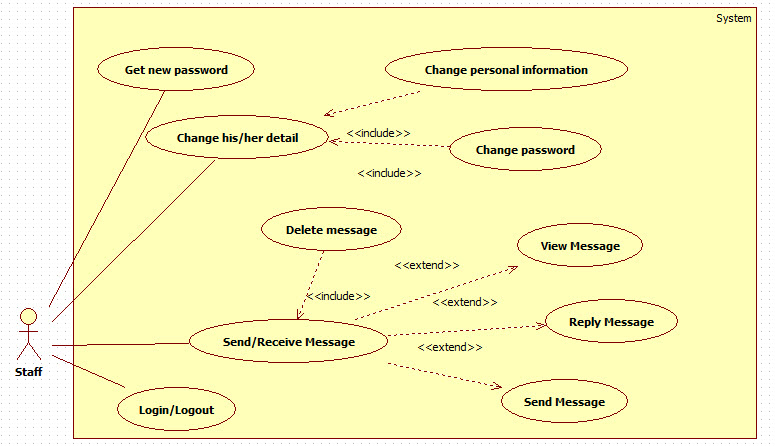 System
Get new password
Change personal information
Change his/her detail
<<include>>
Change password
<<include>>
Delete message
View Message
<<extend>>
<<include>>
<<extend>>
Reply Message
Send/Receive Message
<<extend>>
Staff
Send Message
Login/Logout